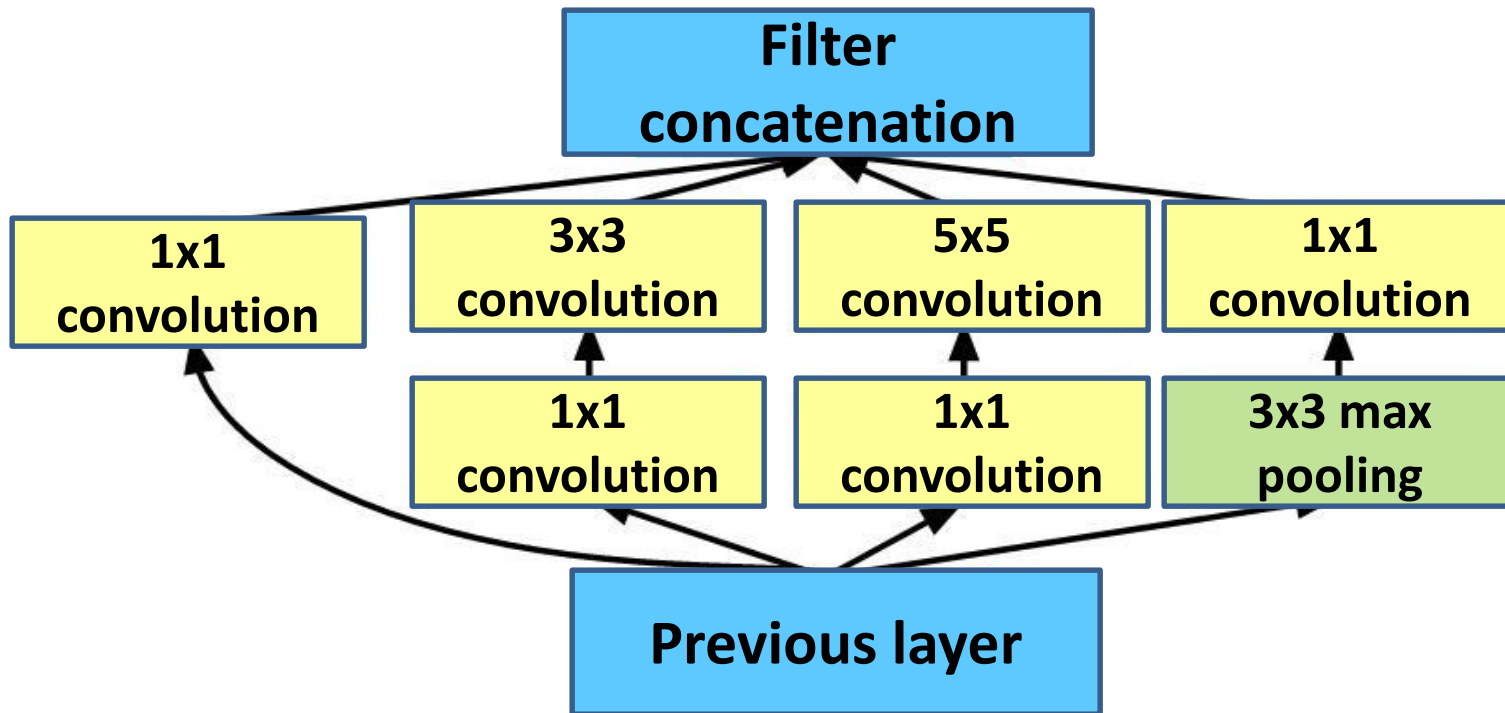 Filter
concatenation
1x1
convolution
3x3
convolution
5x5
convolution
1x1
convolution
1x1
convolution
1x1
convolution
3x3 max
pooling
Previous layer